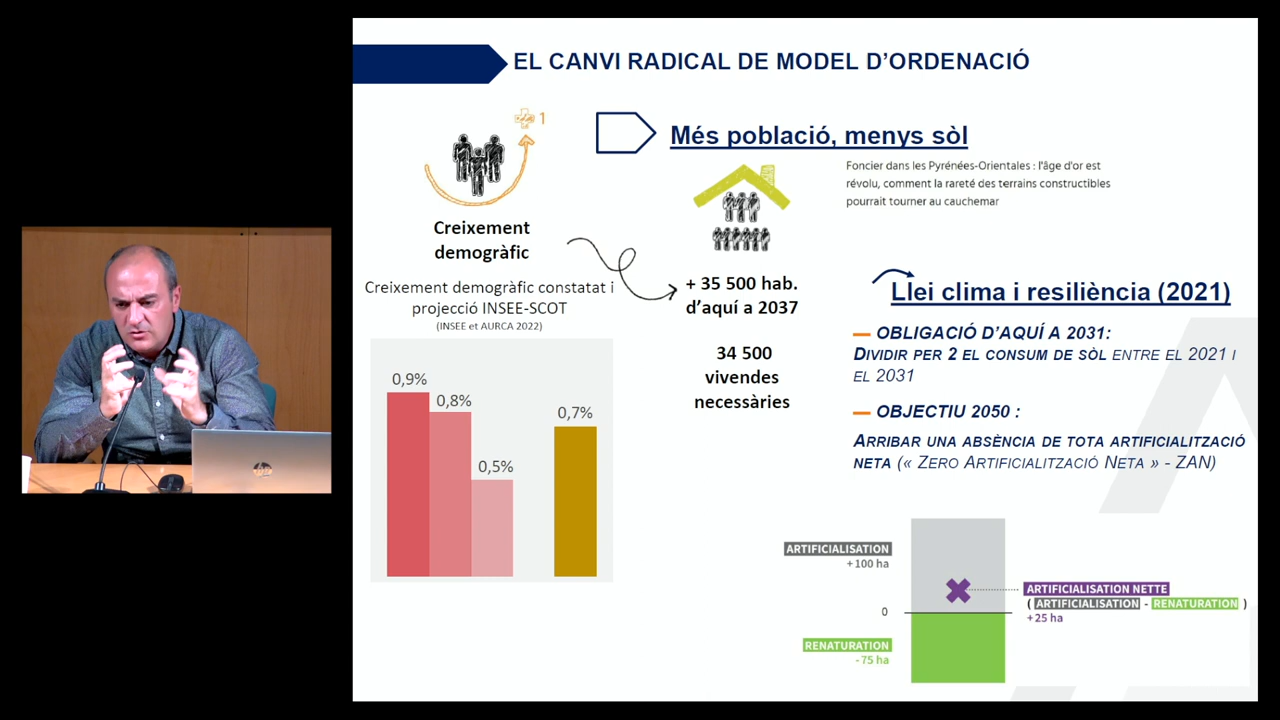 EL CANVI RADICAL DE MODEL D'ORDENACIÓ
1
Més població, menys sòl
Foncier dans les Pyrénées-Orientales : l'âge d'or est
révolu, comment la rareté des terrains constructibles
pourrait tourner au cauchemar
Creixement
demogràfic
Creixement demogràfic constatat i
projecció INSEE-SCOT
(INSEE et AURCA 2022)
0,9%
0,8%
0,5%
0,7%
+ 35 500 hab.
d'aquí a 2037
34 500
vivendes
necessàries
Llei clima i resiliència (2021)
— OBLIGACIÓ D'AQUÍ A 2031:
DIVIDIR PER 2 EL CONSUM DE SÒL ENTRE EL 2021 I
EL 2031
— OBJECTIU 2050 :
ARRIBAR UNA ABSÈNCIA DE TOTA ARTIFICIALITZACIÓ
NETA (« ZERO ARTIFICIALITZACIÓ NETA » - ZAN)
ARTIFICIALISATION
+ 100 ha
0
RENATURATION
- 75 ha
ARTIFICIALISATION NETTE
( ARTIFICIALISATION - RENATURATION )
+ 25 ha
hp